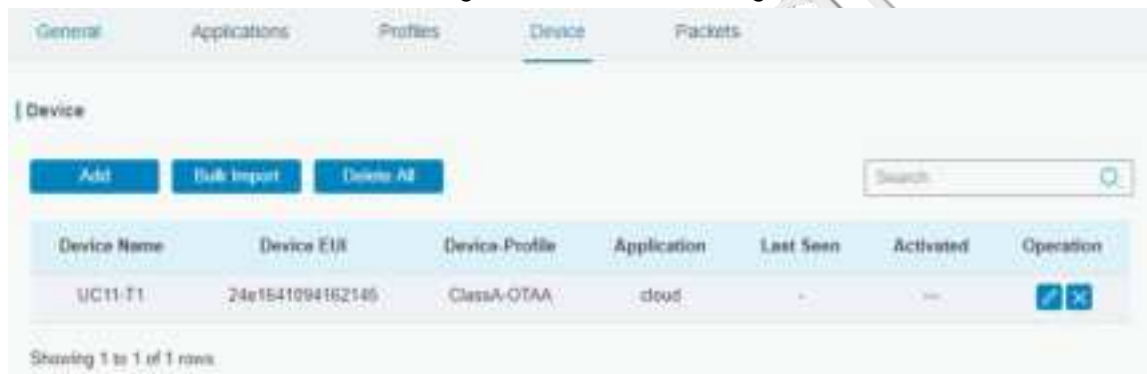 General Applications Profiles Device Packets
Device
Add Bulk Import Delete All Search
Device Name Device EUI Device-Profile Application Last Seen Activated Operation
UC11-T1 24e1641094162145 ClassA-OTAA cloud - ---
Showing 1 to 1 of 1 rows